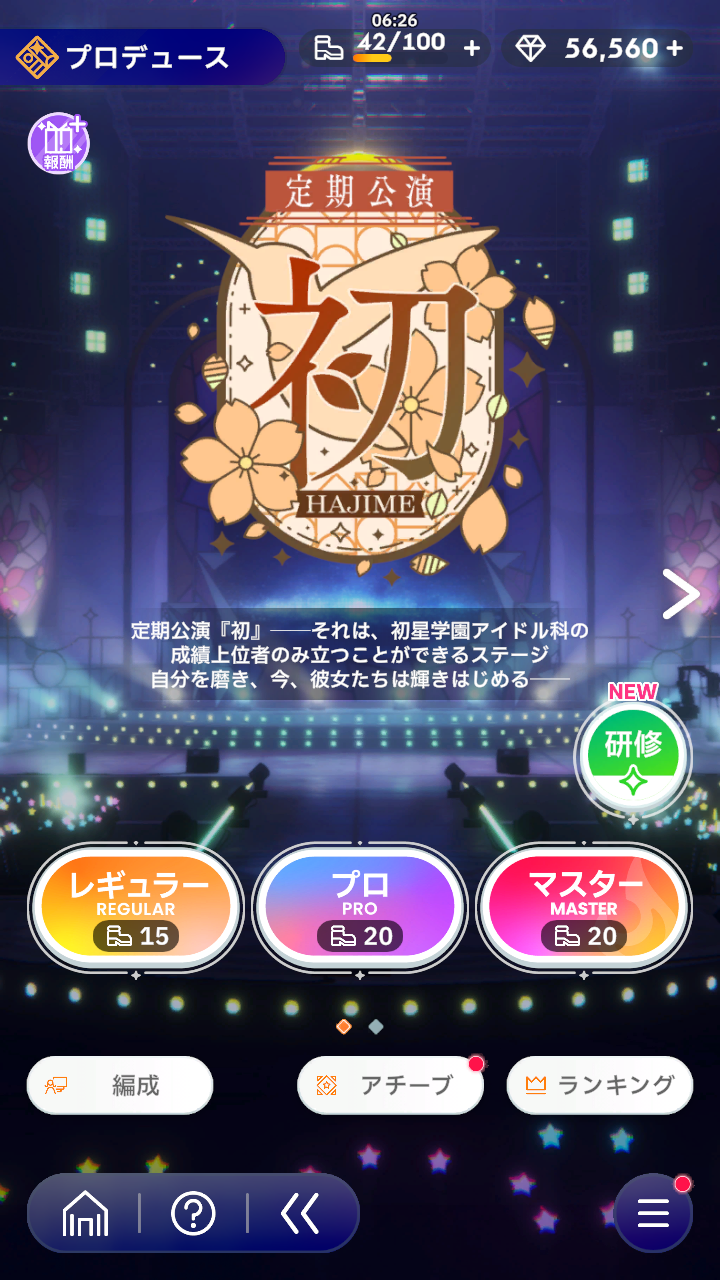 06:26
プロデュース
42/100
56,560
報酬
定期公演
初
HAJIME
定期公演『初』──それは、初星学園アイドル科の
成績上位者のみ立つことができるステージ
自分を磨き、今、彼女たちは輝きはじめる──
NEW
研修
レギュラー
REGULAR
15
プロ
PRO
20
マスター
MASTER
20
編成
アチーブ
ランキング